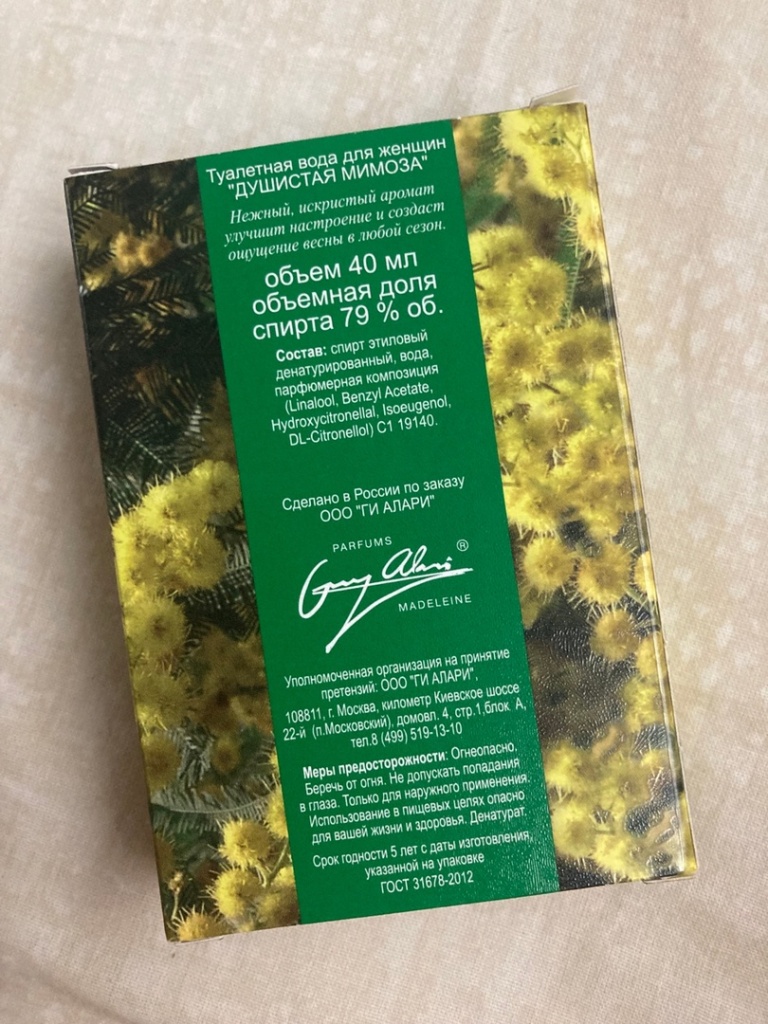 Туалетная вода для женщин
"ДУШИСТАЯ МИМОЗА"
Нежный, искристый аромат
улучшит настроение и создаст
ощущение весны в любой сезон.
объем 40 мл
объемная доля
спирта 79 % об.
Состав: спирт этиловый
денатурированный, вода,
парфюмерная композиция
(Linalool, Benzyl Acetate,
Hydroxycitronellal, Isoeugenol,
DL-Citronellol) C1 19140.
Сделано в России по заказу
ООО "ГИ АЛАРИ"
PARFUMS
Guy Alari ®
MADELEINE
Уполномоченная организация на принятие
претензий: ООО "ГИ АЛАРИ",
108811, г. Москва, километр Киевское шоссе
22-й (п.Московский), домовл. 4, стр.1,блок А,
тел.8 (499) 519-13-10
Меры предосторожности: Огнеопасно.
Беречь от огня. Не допускать попадания
в глаза. Только для наружного применения.
Использование в пищевых целях опасно
для вашей жизни и здоровья. Денатурат.
Срок годности 5 лет с даты изготовления,
указанной на упаковке
ГОСТ 31678-2012